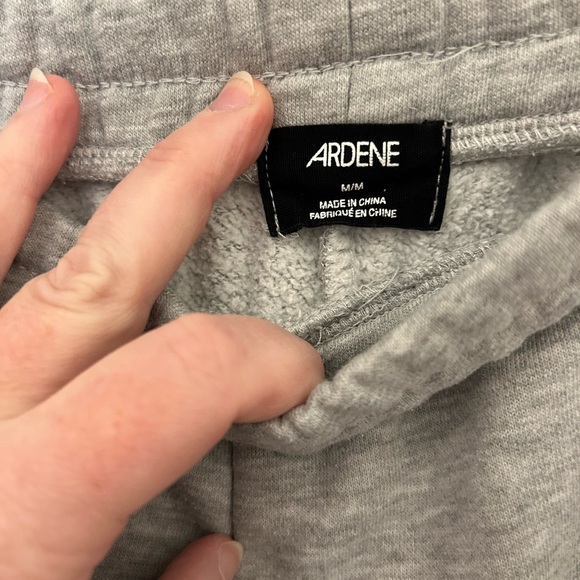 ARDENE
M/M
MADE IN CHINA
FABRIQUÉ EN CHINE